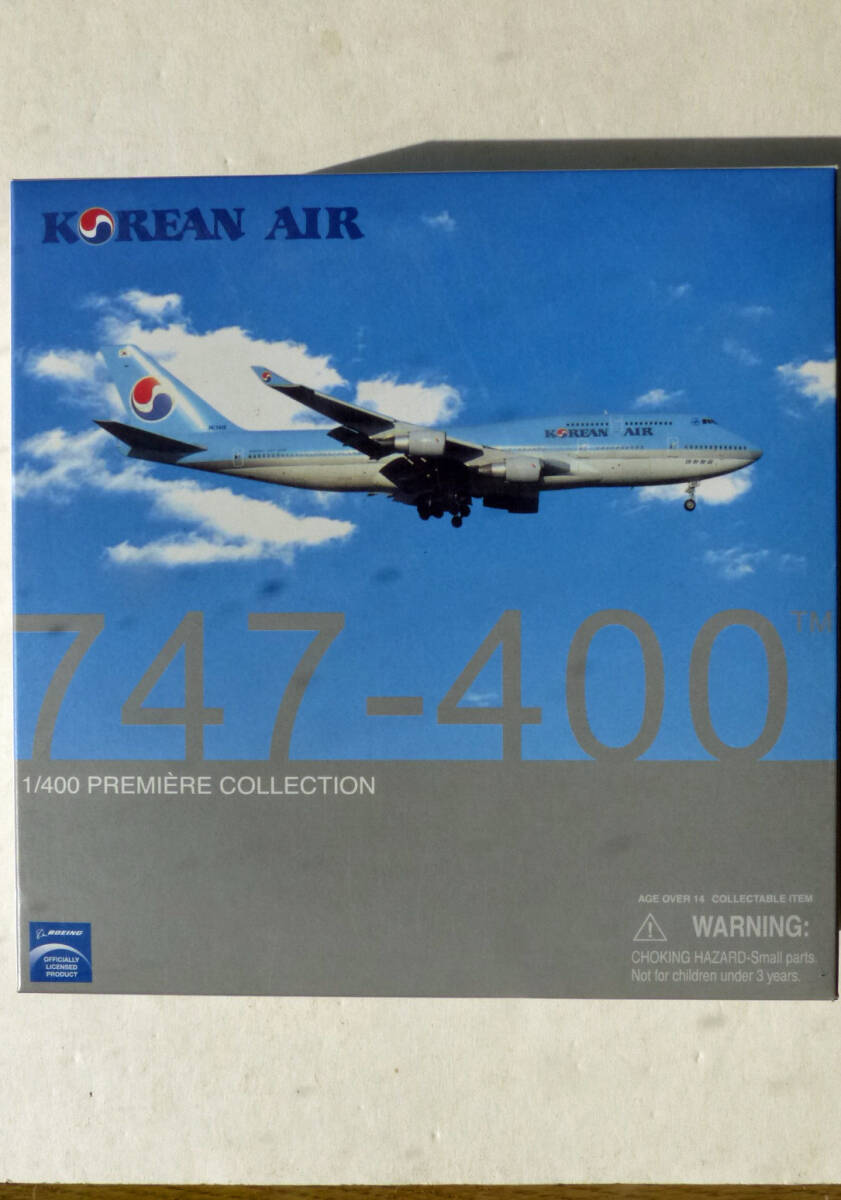 KOREAN AIR
KOREAN AIR
747-400™
1/400 PREMIÈRE COLLECTION
AGE OVER 14 COLLECTABLE ITEM
WARNING:
CHOKING HAZARD-Small parts.
Not for children under 3 years.
BOEING
OFFICIALLY
LICENSED
PRODUCT